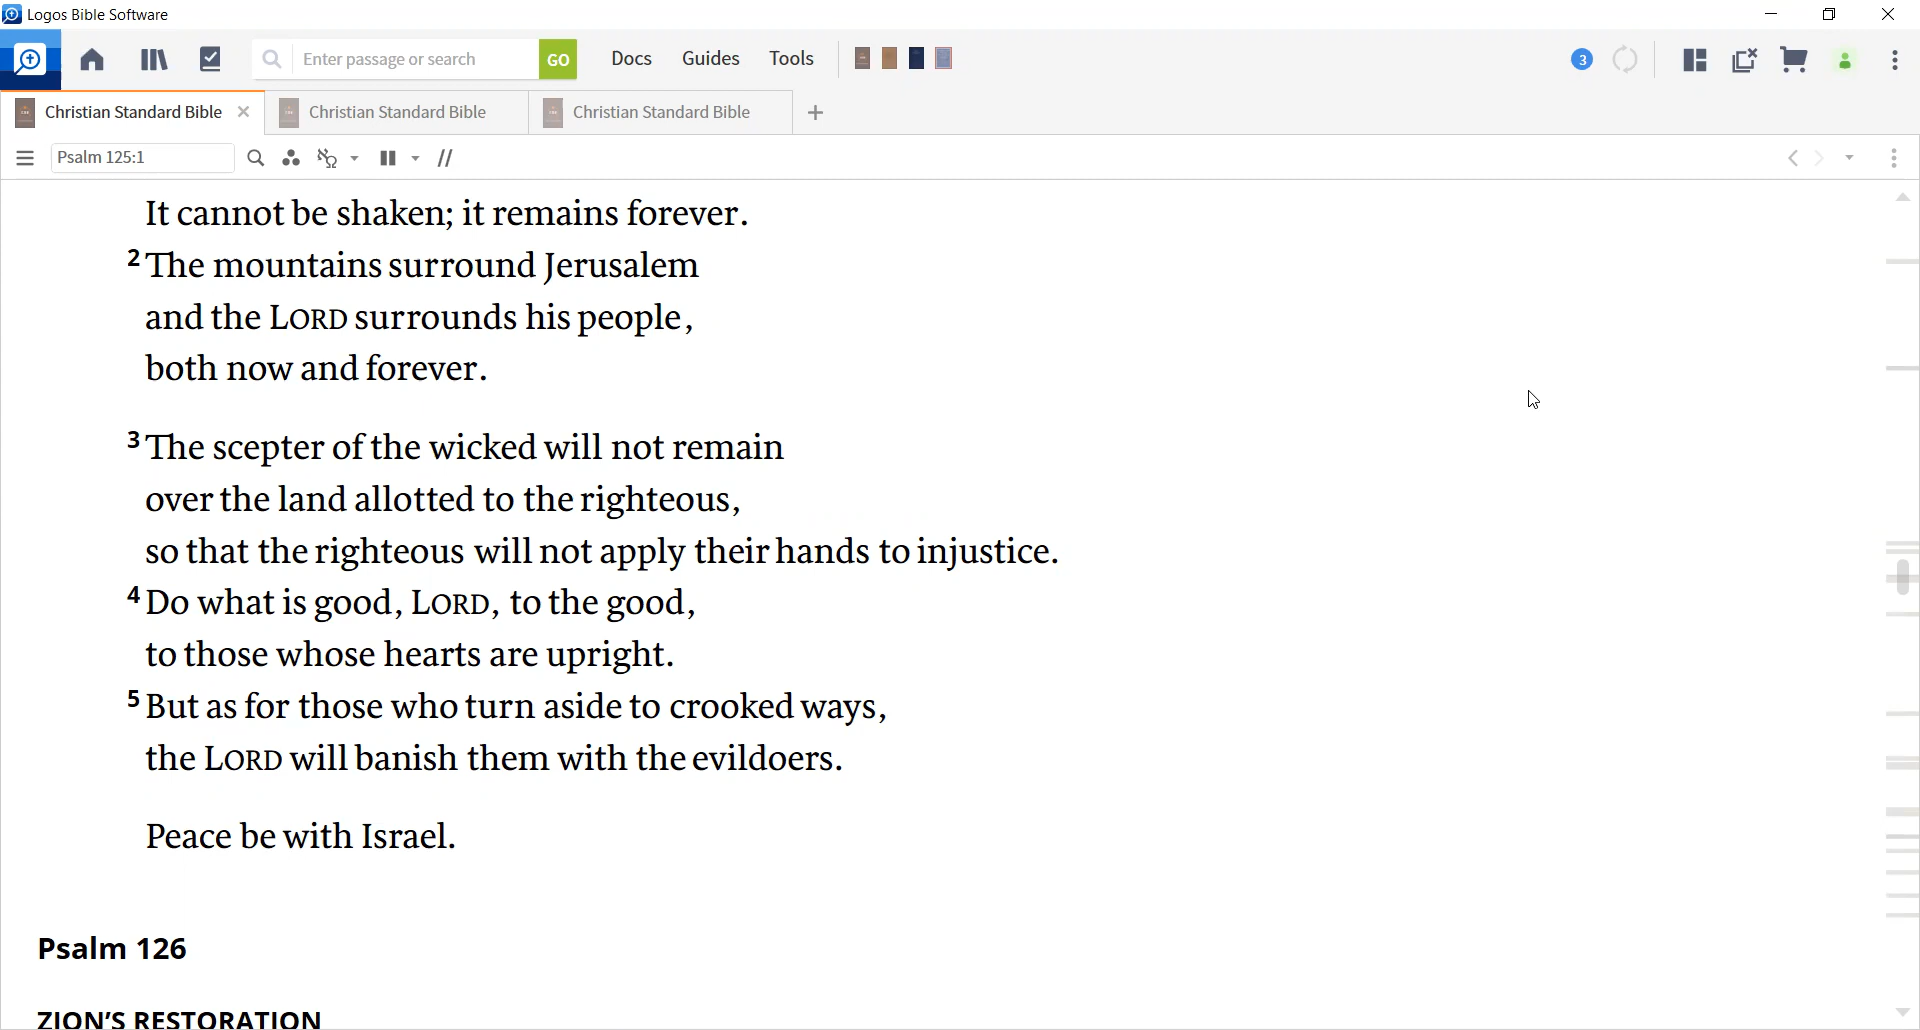 Logos Bible Software
Enter passage or search
GO
Docs
Guides
Tools
3
Christian Standard Bible
Christian Standard Bible
Christian Standard Bible
Psalm 125:1
It cannot be shaken; it remains forever.
2 The mountains surround Jerusalem
and the LORD surrounds his people,
both now and forever.
3 The scepter of the wicked will not remain
over the land allotted to the righteous,
so that the righteous will not apply their hands to injustice.
4 Do what is good, LORD, to the good,
to those whose hearts are upright.
5 But as for those who turn aside to crooked ways,
the LORD will banish them with the evildoers.
Peace be with Israel.
Psalm 126
ZION'S RESTORATION